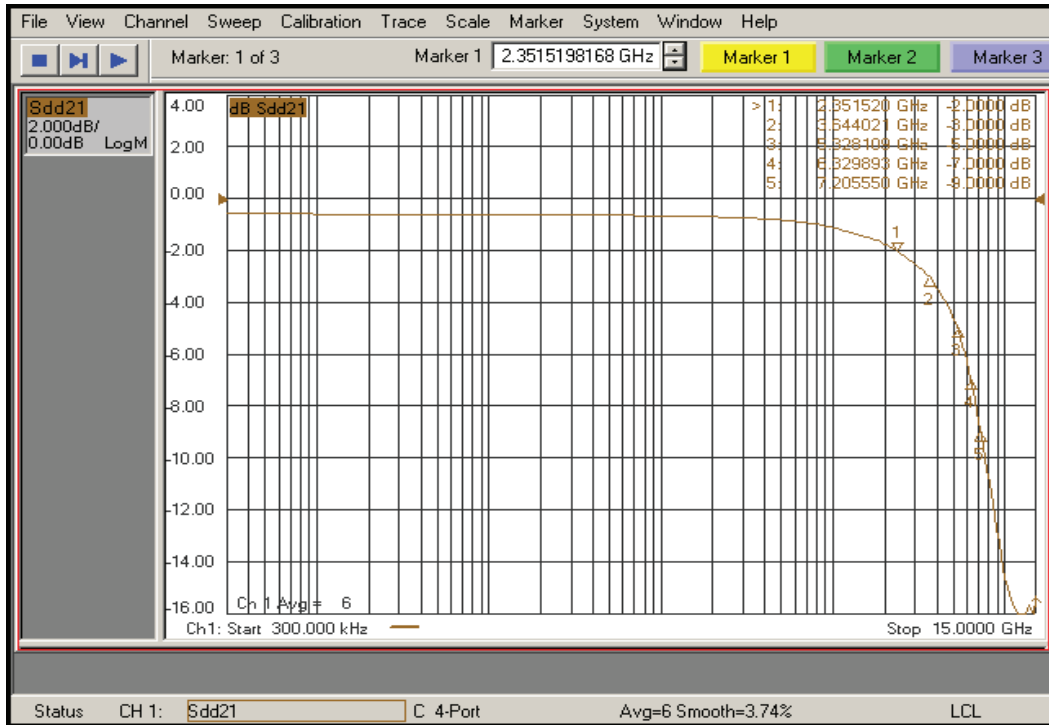 File View Channel Sweep Calibration Trace Scale Marker System Window Help
Marker: 1 of 3 Marker 1 2.3515198168 GHz Marker 1 Marker 2 Marker 3
Sdd21
2.000dB/
0.00dB LogM
dB Sdd21
> 1: 2.351520 GHz -2.0000 dB
2: 3.644021 GHz -3.0000 dB
3: 5.328109 GHz -5.0000 dB
4: 6.329893 GHz -7.0000 dB
5: 7.205550 GHz -9.0000 dB
4.00
2.00
0.00
-2.00
-4.00
-6.00
-8.00
-10.00
-12.00
-14.00
-16.00
1
2
3
4
5
Ch 1 Avg = 6
Ch1: Start 300.000 kHz Stop 15.0000 GHz
Status CH 1: Sdd21 C 4-Port Avg=6 Smooth=3.74% LCL